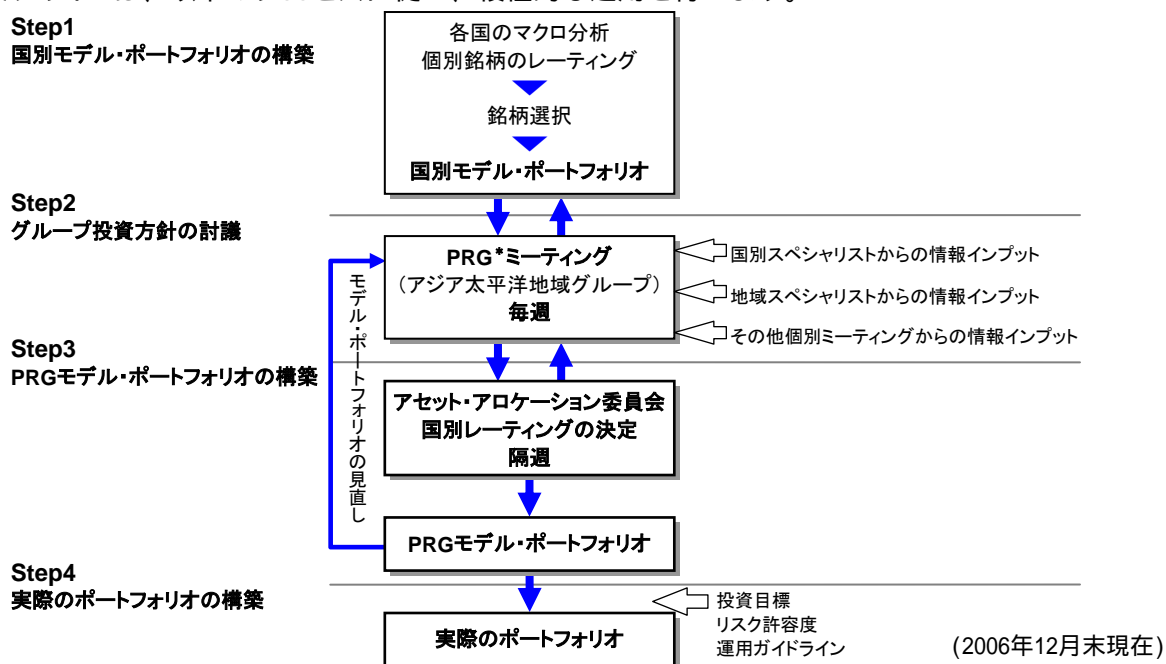 Step1
国別モデル・ポートフォリオの構築
各国のマクロ分析
個別銘柄のレーティング
銘柄選択
国別モデル・ポートフォリオ
Step2
グループ投資方針の討議
PRG*ミーティング
(アジア太平洋地域グループ)
毎週
国別スペシャリストからの情報インプット
地域スペシャリストからの情報インプット
その他個別ミーティングからの情報インプット
モデル・ポートフォリオの見直し
Step3
PRGモデル・ポートフォリオの構築
アセット・アロケーション委員会
国別レーティングの決定
隔週
PRGモデル・ポートフォリオ
Step4
実際のポートフォリオの構築
実際のポートフォリオ
投資目標
リスク許容度
運用ガイドライン
(2006年12月末現在)